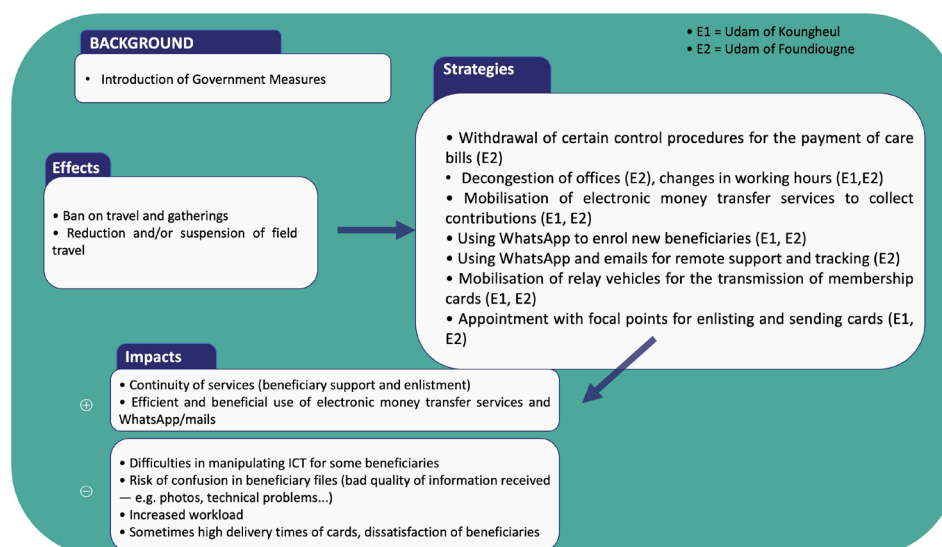 BACKGROUND
• Introduction of Government Measures
• E1 = Udam of Koungheul
• E2 = Udam of Foundiougne
Effects
• Ban on travel and gatherings
• Reduction and/or suspension of field
travel
Strategies
• Withdrawal of certain control procedures for the payment of care
bills (E2)
• Decongestion of offices (E2), changes in working hours (E1,E2)
• Mobilisation of electronic money transfer services to collect
contributions (E1, E2)
• Using WhatsApp to enrol new beneficiaries (E1, E2)
• Using WhatsApp and emails for remote support and tracking (E2)
• Mobilisation of relay vehicles for the transmission of membership
cards (E1, E2)
• Appointment with focal points for enlisting and sending cards (E1,
E2)
Impacts
⊕
• Continuity of services (beneficiary support and enlistment)
• Efficient and beneficial use of electronic money transfer services and
WhatsApp/mails
⊖
• Difficulties in manipulating ICT for some beneficiaries
• Risk of confusion in beneficiary files (bad quality of information received
— e.g. photos, technical problems...)
• Increased workload
• Sometimes high delivery times of cards, dissatisfaction of beneficiaries